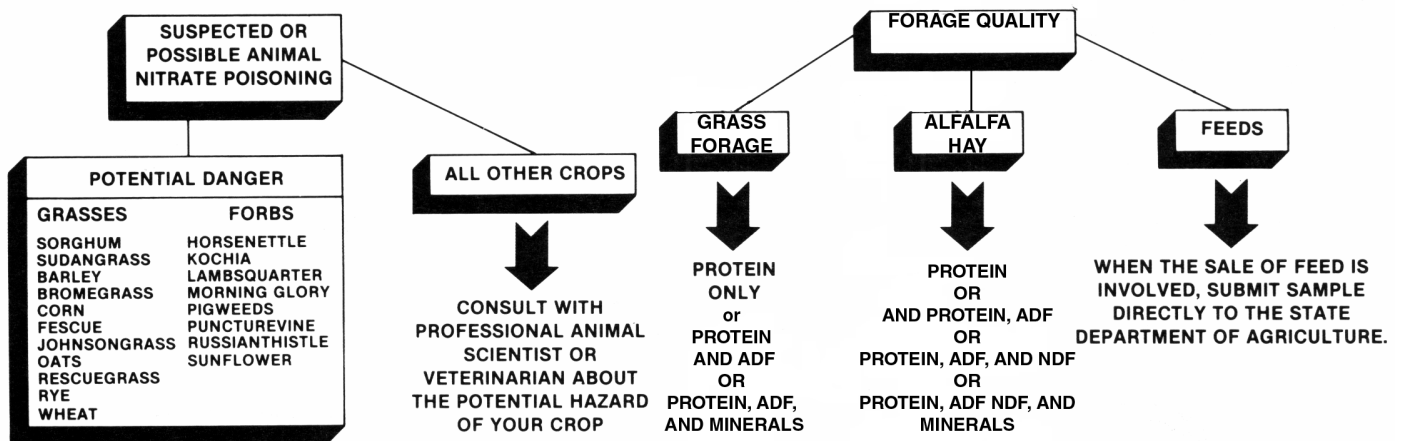 SUSPECTED OR
POSSIBLE ANIMAL
NITRATE POISONING
POTENTIAL DANGER
GRASSES
SORGHUM
SUDANGRASS
BARLEY
BROMEGRASS
CORN
FESCUE
JOHNSONGRASS
OATS
RESCUEGRASS
RYE
WHEAT
FORBS
HORSENETTLE
KOCHIA
LAMBSQUARTER
MORNING GLORY
PIGWEEDS
PUNCTUREVINE
RUSSIANTHISTLE
SUNFLOWER
ALL OTHER CROPS
CONSULT WITH
PROFESSIONAL ANIMAL
SCIENTIST OR
VETERINARIAN ABOUT
THE POTENTIAL HAZARD
OF YOUR CROP
FORAGE QUALITY
GRASS
FORAGE
PROTEIN
ONLY
or
PROTEIN
AND ADF
OR
PROTEIN, ADF,
AND MINERALS
ALFALFA
HAY
PROTEIN
OR
AND PROTEIN, ADF
OR
PROTEIN, ADF, AND NDF
OR
PROTEIN, ADF NDF, AND
MINERALS
FEEDS
WHEN THE SALE OF FEED IS
INVOLVED, SUBMIT SAMPLE
DIRECTLY TO THE STATE
DEPARTMENT OF AGRICULTURE.